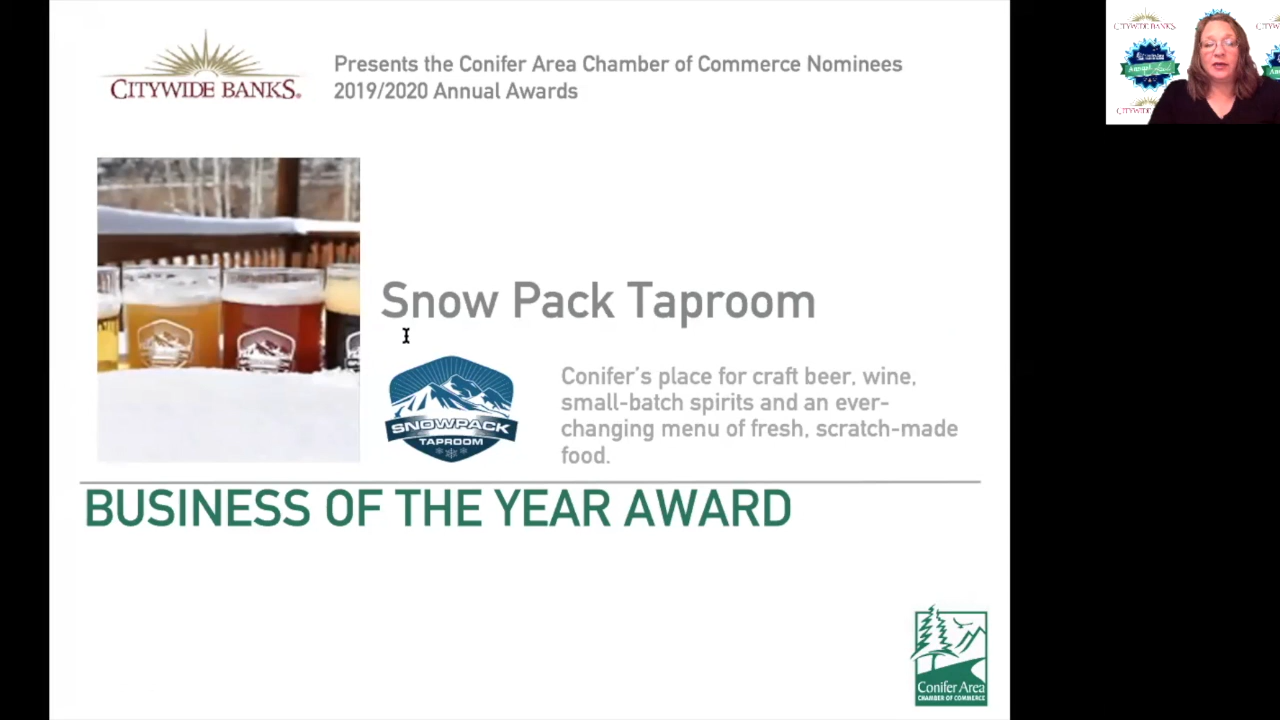 CITYWIDE BANKS®
Presents the Conifer Area Chamber of Commerce Nominees
2019/2020 Annual Awards
Snow Pack Taproom
SNOWPACK
TAPROOM
Conifer's place for craft beer, wine,
small-batch spirits and an ever-
changing menu of fresh, scratch-made
food.
BUSINESS OF THE YEAR AWARD
Conifer Area
CHAMBER OF COMMERCE
CITYWIDE BANKS